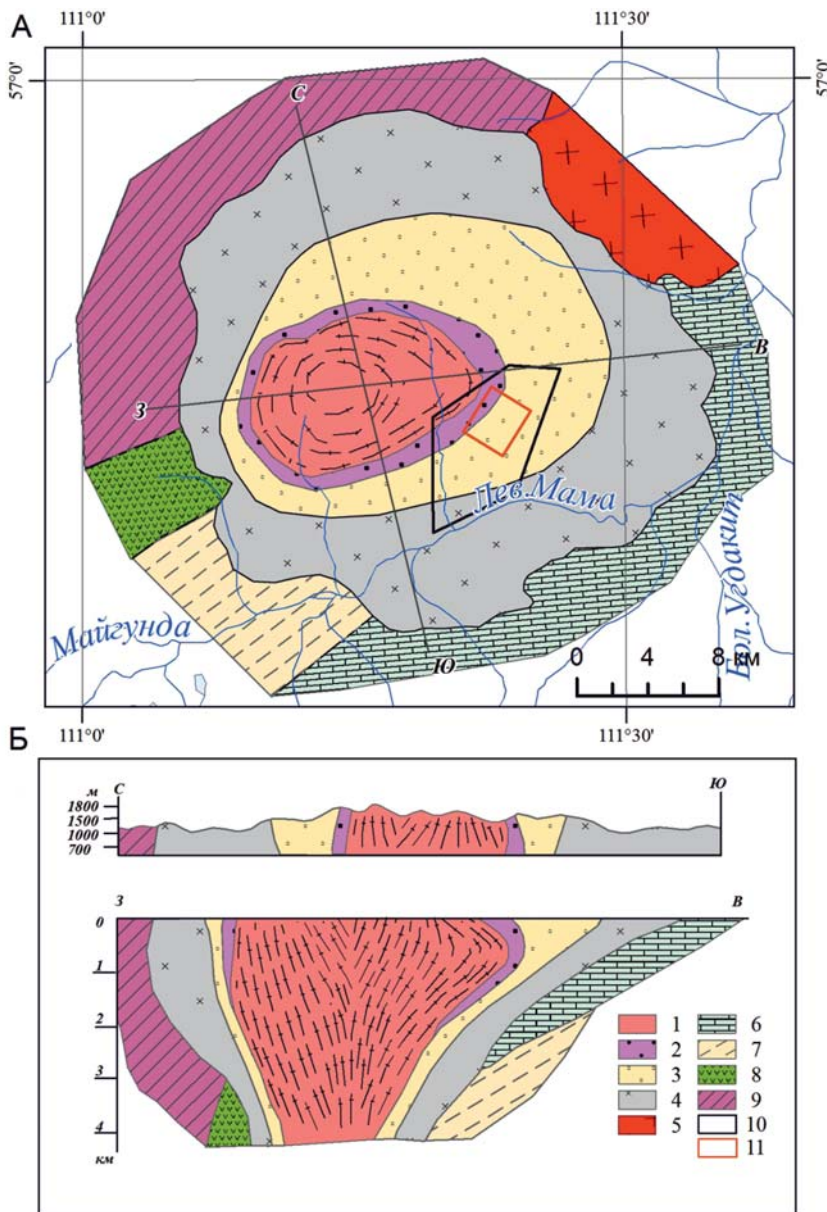 А
111°0'
111°30'
57°0'
57°0'
С
В
З
Лев.Мама
Майгунда
Бол.Угдакит
Ю
0 4 8 км
111°0'
111°30'
Б
м
С
Ю
1800
1500
1000
700
З
В
0
1
2
3
4
км
1 6
2 7
3 8
4 9
5 10
11